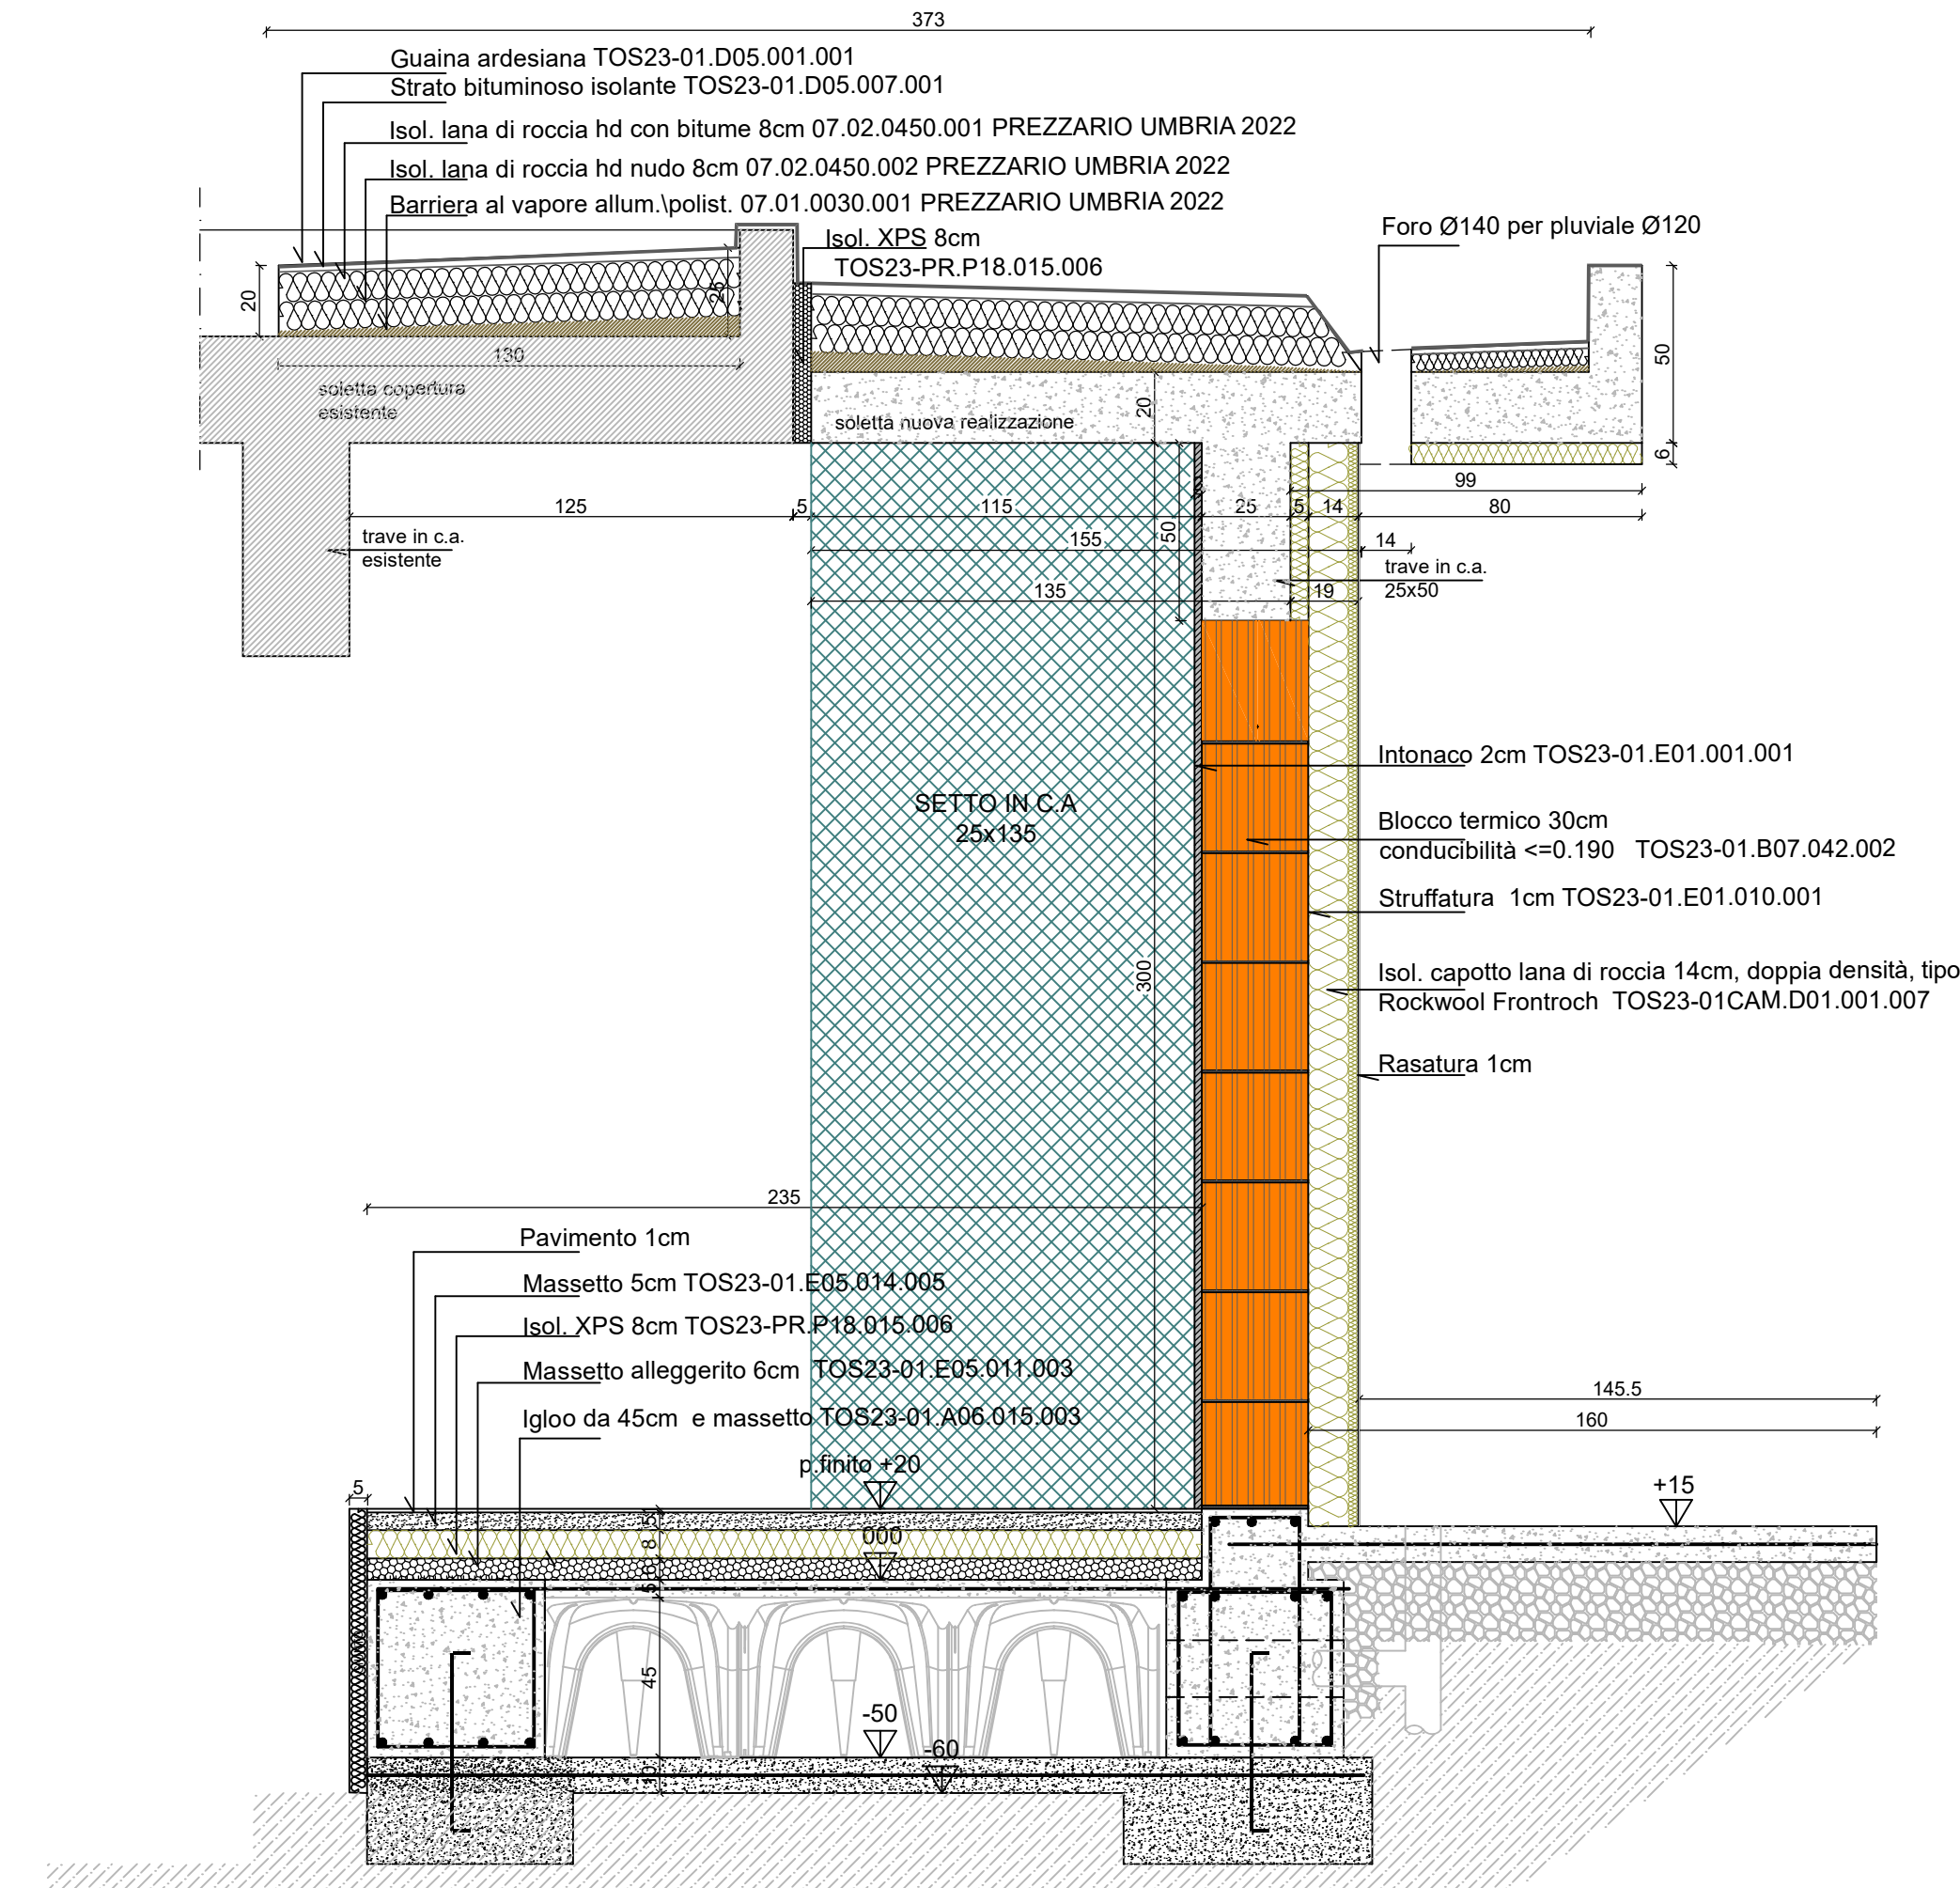 373
Guaina ardesiana TOS23-01.D05.001.001
Strato bituminoso isolante TOS23-01.D05.007.001
Isol. lana di roccia hd con bitume 8cm 07.02.0450.001 PREZZARIO UMBRIA 2022
Isol. lana di roccia hd nudo 8cm 07.02.0450.002 PREZZARIO UMBRIA 2022
Barriera al vapore allum.\polist. 07.01.0030.001 PREZZARIO UMBRIA 2022
Isol. XPS 8cm
TOS23-PR.P18.015.006
Foro Ø140 per pluviale Ø120
20
25
130
soletta copertura
esistente
soletta nuova realizzazione
20
50
6
99
125
5
115
2
25
5
14
80
50
155
14
trave in c.a.
esistente
trave in c.a.
25x50
135
19
Intonaco 2cm TOS23-01.E01.001.001
SETTO IN C.A
25x135
Blocco termico 30cm
conducibilità <=0.190 TOS23-01.B07.042.002
Struffatura 1cm TOS23-01.E01.010.001
300
Isol. capotto lana di roccia 14cm, doppia densità, tipo
Rockwool Frontroch TOS23-01CAM.D01.001.007
Rasatura 1cm
235
Pavimento 1cm
Massetto 5cm TOS23-01.E05.014.005
Isol. XPS 8cm TOS23-PR.P18.015.006
Massetto alleggerito 6cm TOS23-01.E05.011.003
Igloo da 45cm e massetto TOS23-01.A06.015.003
145.5
160
p.finito +20
5
+15
5
8
000
6
5
45
-50
-60
10